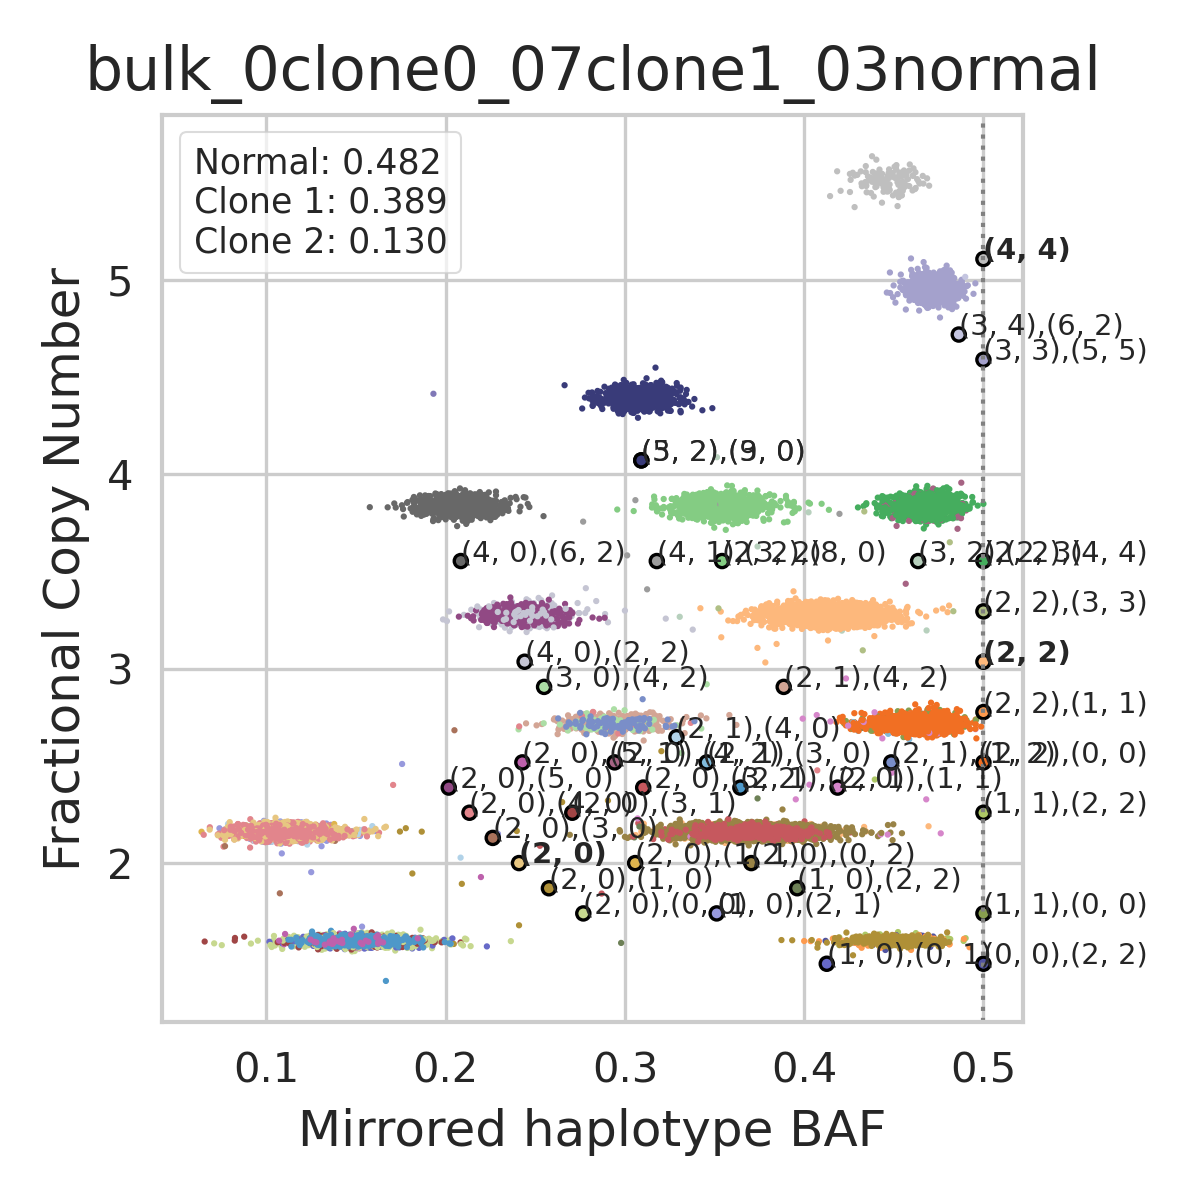 bulk_0clone0_07clone1_03normal
Normal: 0.482
Clone 1: 0.389
Clone 2: 0.130
Fractional Copy Number
5
4
3
2
(4, 4)
(3, 4),(6, 2)
(3, 3),(5, 5)
(4, 0),(6, 2)
(2, 2),(3, 3)
(2, 2)
(4, 0),(2, 2)
(3, 0),(4, 2)
(2, 1),(4, 2)
(2, 2),(1, 1)
(2, 1),(4, 0)
(2, 0),(5, 0)
(1, 1),(2, 2)
(2, 0),(3, 0)
(2, 0)
(2, 0),(1, 0)
(1, 0),(2, 2)
(1, 0),(2, 1)
(1, 1),(0, 0)
(1, 0),(0, 1)
(0, 0),(2, 2)
0.1
0.2
0.3
0.4
0.5
Mirrored haplotype BAF